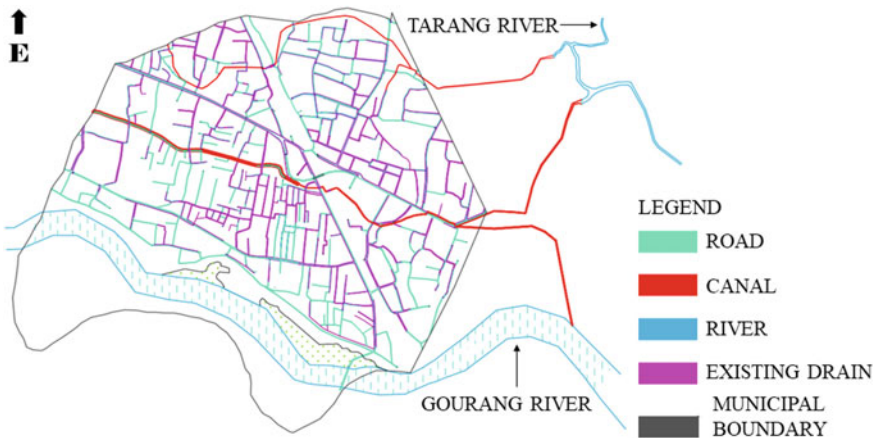 E
TARANG RIVER
LEGEND
ROAD
CANAL
RIVER
EXISTING DRAIN
MUNICIPAL
BOUNDARY
GOURANG RIVER